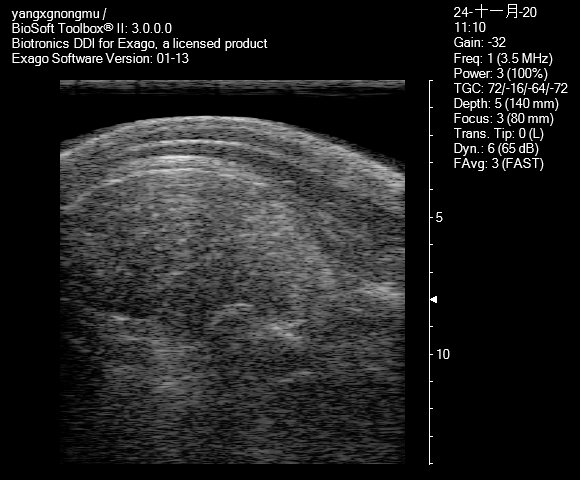 yangxgnongmu /
BioSoft Toolbox® II: 3.0.0.0
Biotronics DDI for Exago, a licensed product
Exago Software Version: 01-13
24-十一月-20
11:10
Gain: -32
Freq: 1 (3.5 MHz)
Power: 3 (100%)
TGC: 72/-16/-64/-72
Depth: 5 (140 mm)
Focus: 3 (80 mm)
Trans. Tip: 0 (L)
Dyn.: 6 (65 dB)
FAvg: 3 (FAST)
5
10